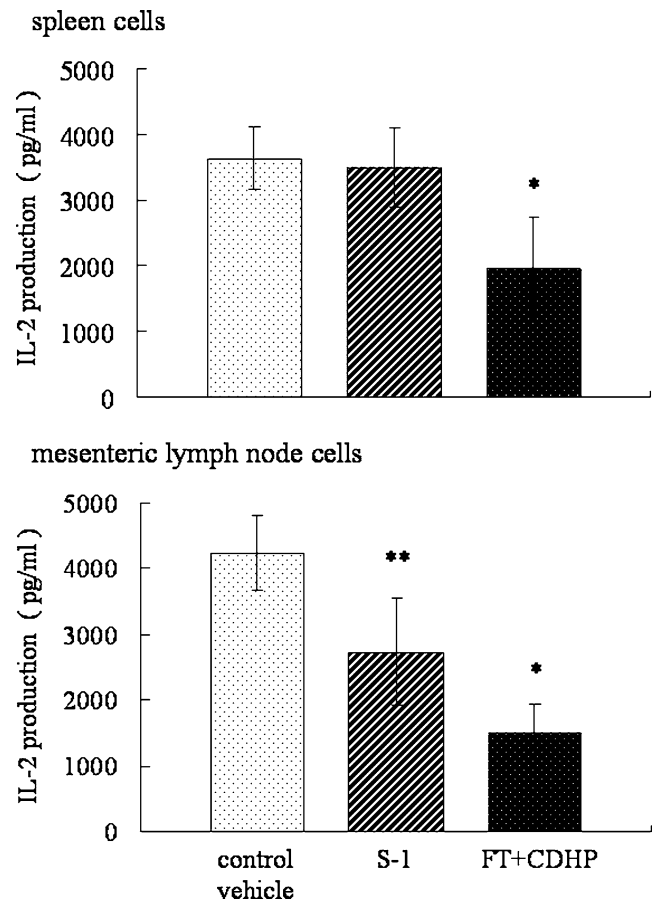 spleen cells
IL-2 production ( pg/ml )
5000
4000
3000
2000
1000
0
*
mesenteric lymph node cells
IL-2 production ( pg/ml )
5000
4000
3000
2000
1000
0
**
*
control
vehicle
S-1
FT+CDHP